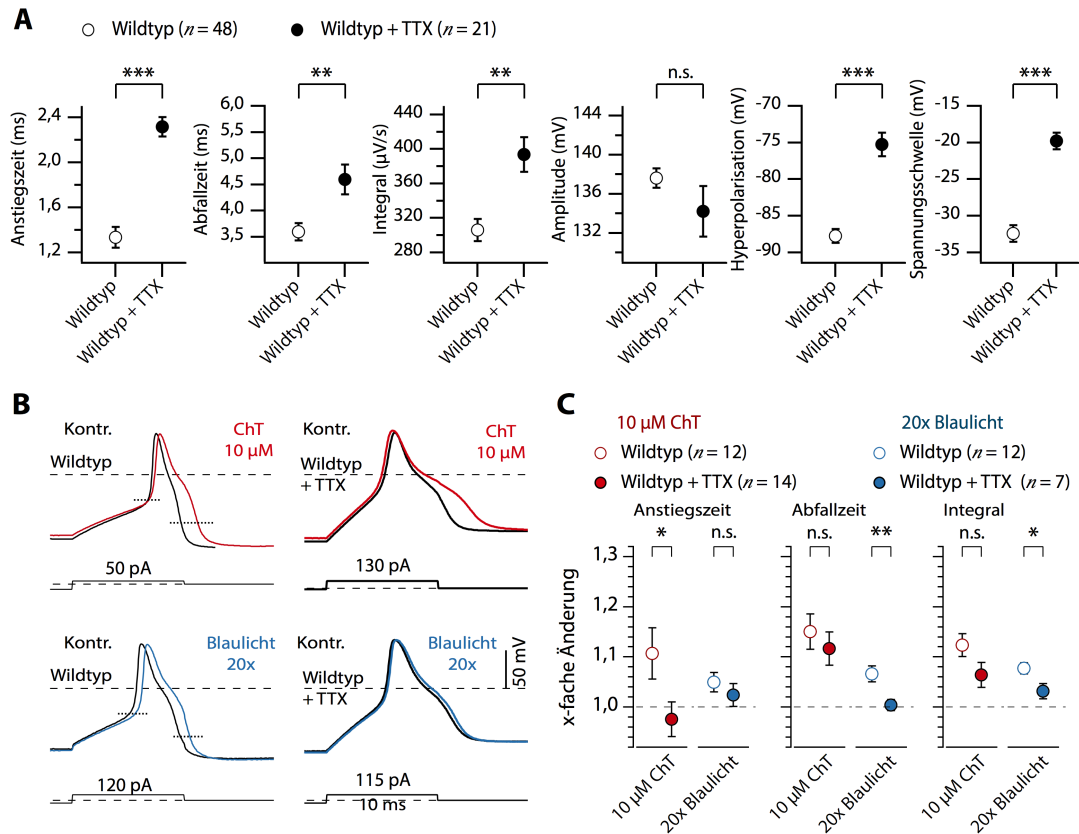 A
Wildtyp (n = 48)
Wildtyp + TTX (n = 21)
Anstiegszeit (ms)
***
2,4
2,0
1,6
1,2
Wildtyp
Wildtyp + TTX
Abfallzeit (ms)
**
6,0
5,5
5,0
4,5
4,0
3,5
Wildtyp
Wildtyp + TTX
Integral (µV/s)
**
440
400
360
320
280
Wildtyp
Wildtyp + TTX
Amplitude (mV)
n.s.
144
140
136
132
Wildtyp
Wildtyp + TTX
Hyperpolarisation (mV)
***
-70
-75
-80
-85
-90
Wildtyp
Wildtyp + TTX
Spannungsschwelle (mV)
***
-15
-20
-25
-30
-35
Wildtyp
Wildtyp + TTX
B
Kontr.
ChT
10 µM
Wildtyp
50 pA
Kontr.
ChT
10 µM
Wildtyp
+ TTX
130 pA
Kontr.
Blaulicht
20x
Wildtyp
120 pA
Kontr.
Blaulicht
20x
Wildtyp
+ TTX
50 mV
115 pA
10 ms
C
10 µM ChT
20x Blaulicht
Wildtyp (n = 12)
Wildtyp (n = 12)
Wildtyp + TTX (n = 14)
Wildtyp + TTX (n = 7)
Anstiegszeit
Abfallzeit
Integral
* n.s. n.s. ** n.s. *
x-fache Änderung
1,3
1,2
1,1
1,0
10 µM ChT
20x Blaulicht
10 µM ChT
20x Blaulicht
10 µM ChT
20x Blaulicht